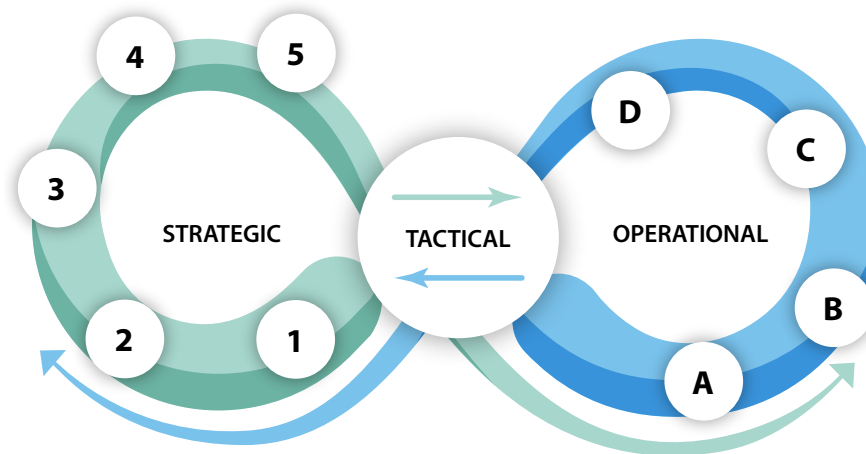 4
5
3
STRATEGIC
2
1
TACTICAL
D
C
OPERATIONAL
B
A